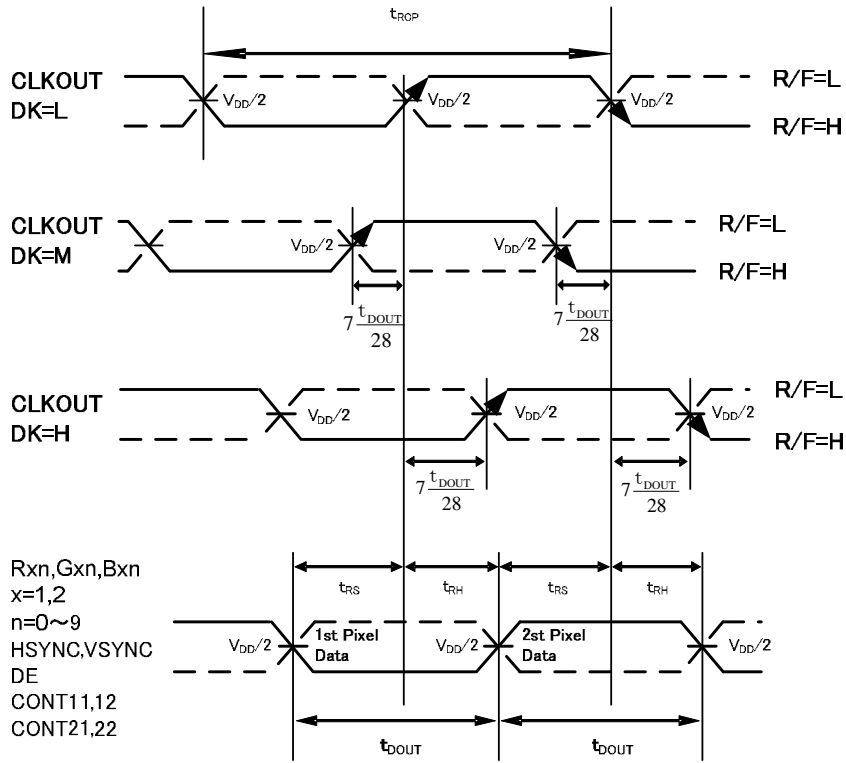 tRCP
CLKOUT
DK=L
VDD/2 VDD/2 VDD/2
R/F=L
R/F=H
CLKOUT
DK=M
VDD/2 VDD/2
R/F=L
R/F=H
7 tDOUT/28 7 tDOUT/28
CLKOUT
DK=H
VDD/2 VDD/2 VDD/2
R/F=L
R/F=H
7 tDOUT/28 7 tDOUT/28
tRS tRH tRS tRH
Rxn,Gxn,Bxn
x=1,2
n=0～9
HSYNC,VSYNC
DE
CONT11,12
CONT21,22
VDD/2 1st Pixel Data VDD/2 2st Pixel Data VDD/2
tDOUT tDOUT